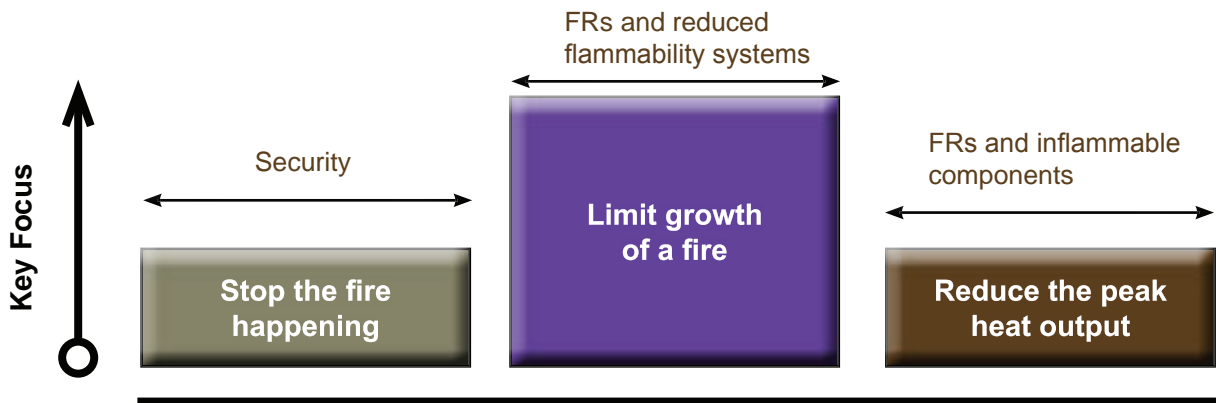 FRs and reduced
flammability systems
Security
FRs and inflammable
components
Key Focus
Stop the fire
happening
Limit growth
of a fire
Reduce the peak
heat output